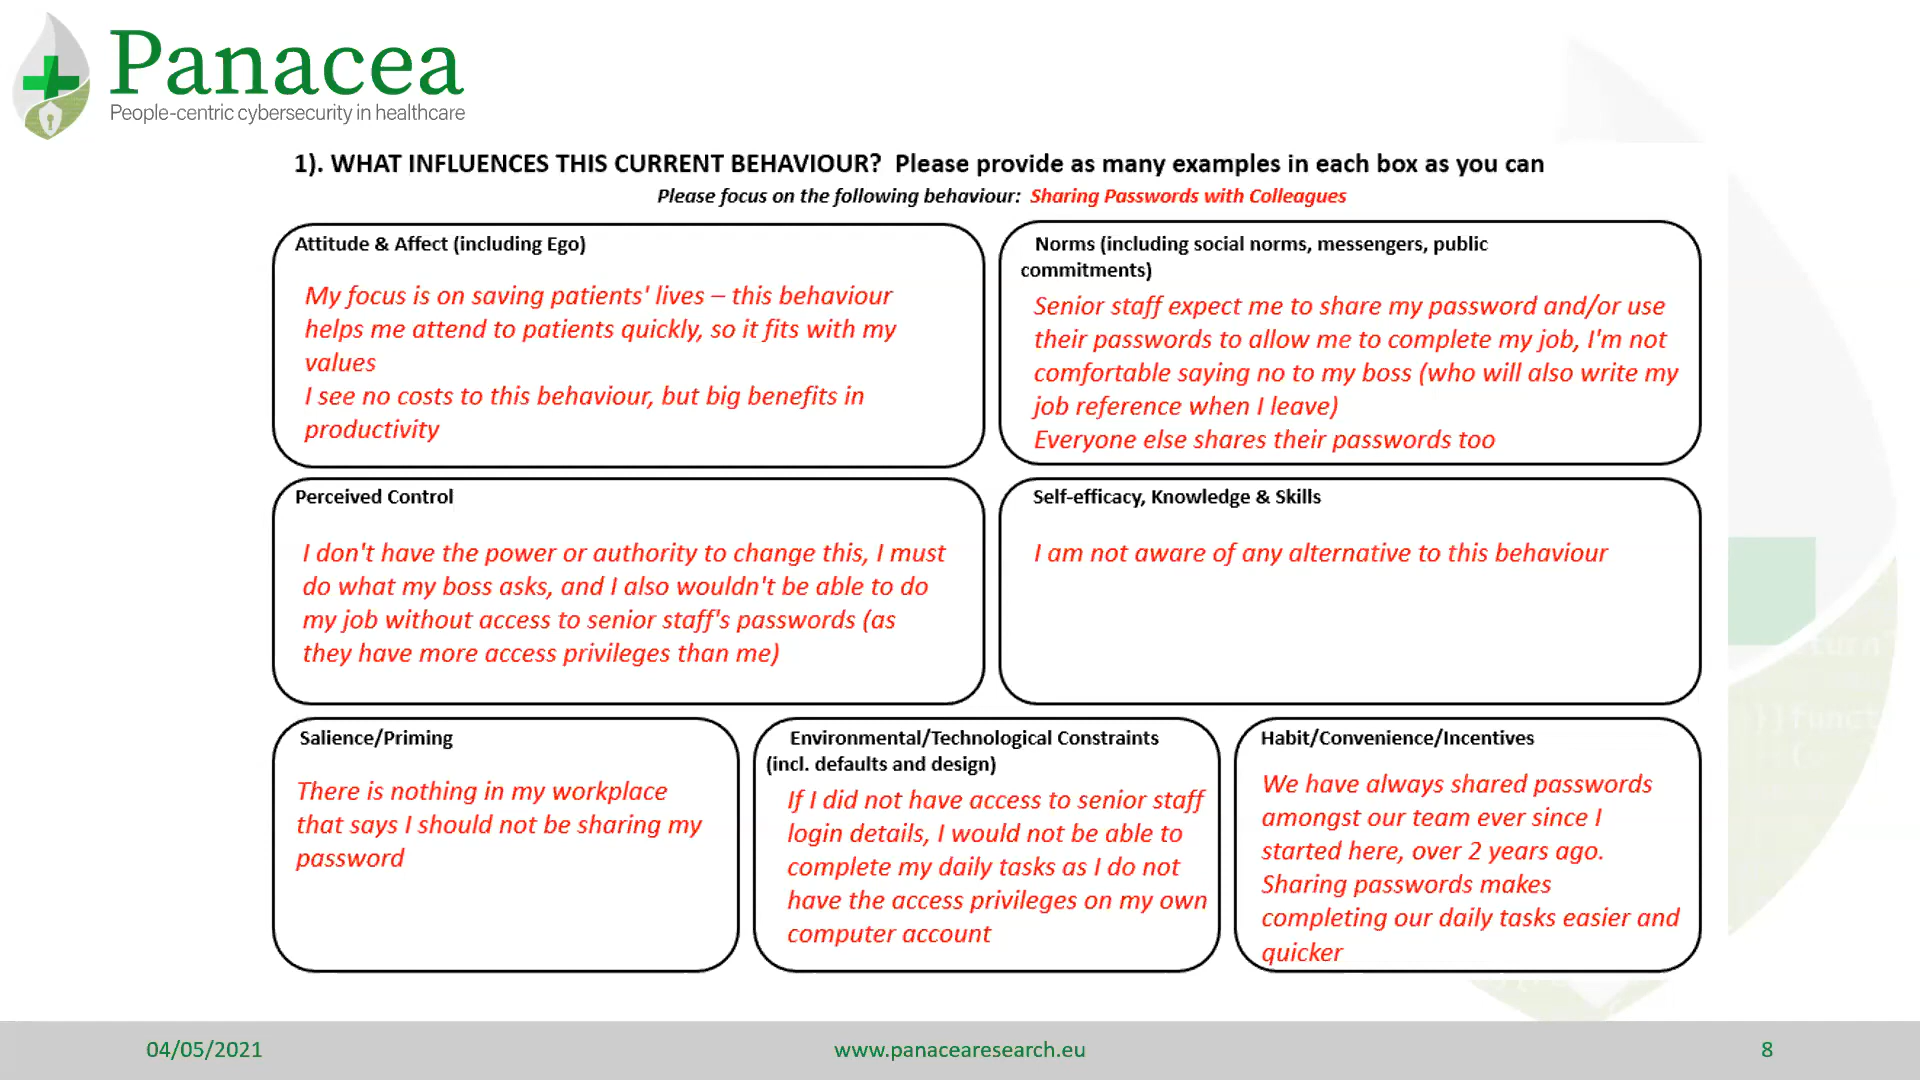 Panacea
People-centric cybersecurity in healthcare
1). WHAT INFLUENCES THIS CURRENT BEHAVIOUR? Please provide as many examples in each box as you can
Please focus on the following behaviour: Sharing Passwords with Colleagues
Attitude & Affect (including Ego)
My focus is on saving patients' lives – this behaviour
helps me attend to patients quickly, so it fits with my
values
I see no costs to this behaviour, but big benefits in
productivity
Norms (including social norms, messengers, public
commitments)
Senior staff expect me to share my password and/or use
their passwords to allow me to complete my job, I'm not
comfortable saying no to my boss (who will also write my
job reference when I leave)
Everyone else shares their passwords too
Perceived Control
I don't have the power or authority to change this, I must
do what my boss asks, and I also wouldn't be able to do
my job without access to senior staff's passwords (as
they have more access privileges than me)
Self-efficacy, Knowledge & Skills
I am not aware of any alternative to this behaviour
Salience/Priming
There is nothing in my workplace
that says I should not be sharing my
password
Environmental/Technological Constraints
(incl. defaults and design)
If I did not have access to senior staff
login details, I would not be able to
complete my daily tasks as I do not
have the access privileges on my own
computer account
Habit/Convenience/Incentives
We have always shared passwords
amongst our team ever since I
started here, over 2 years ago.
Sharing passwords makes
completing our daily tasks easier and
quicker
04/05/2021
www.panacearesearch.eu
8